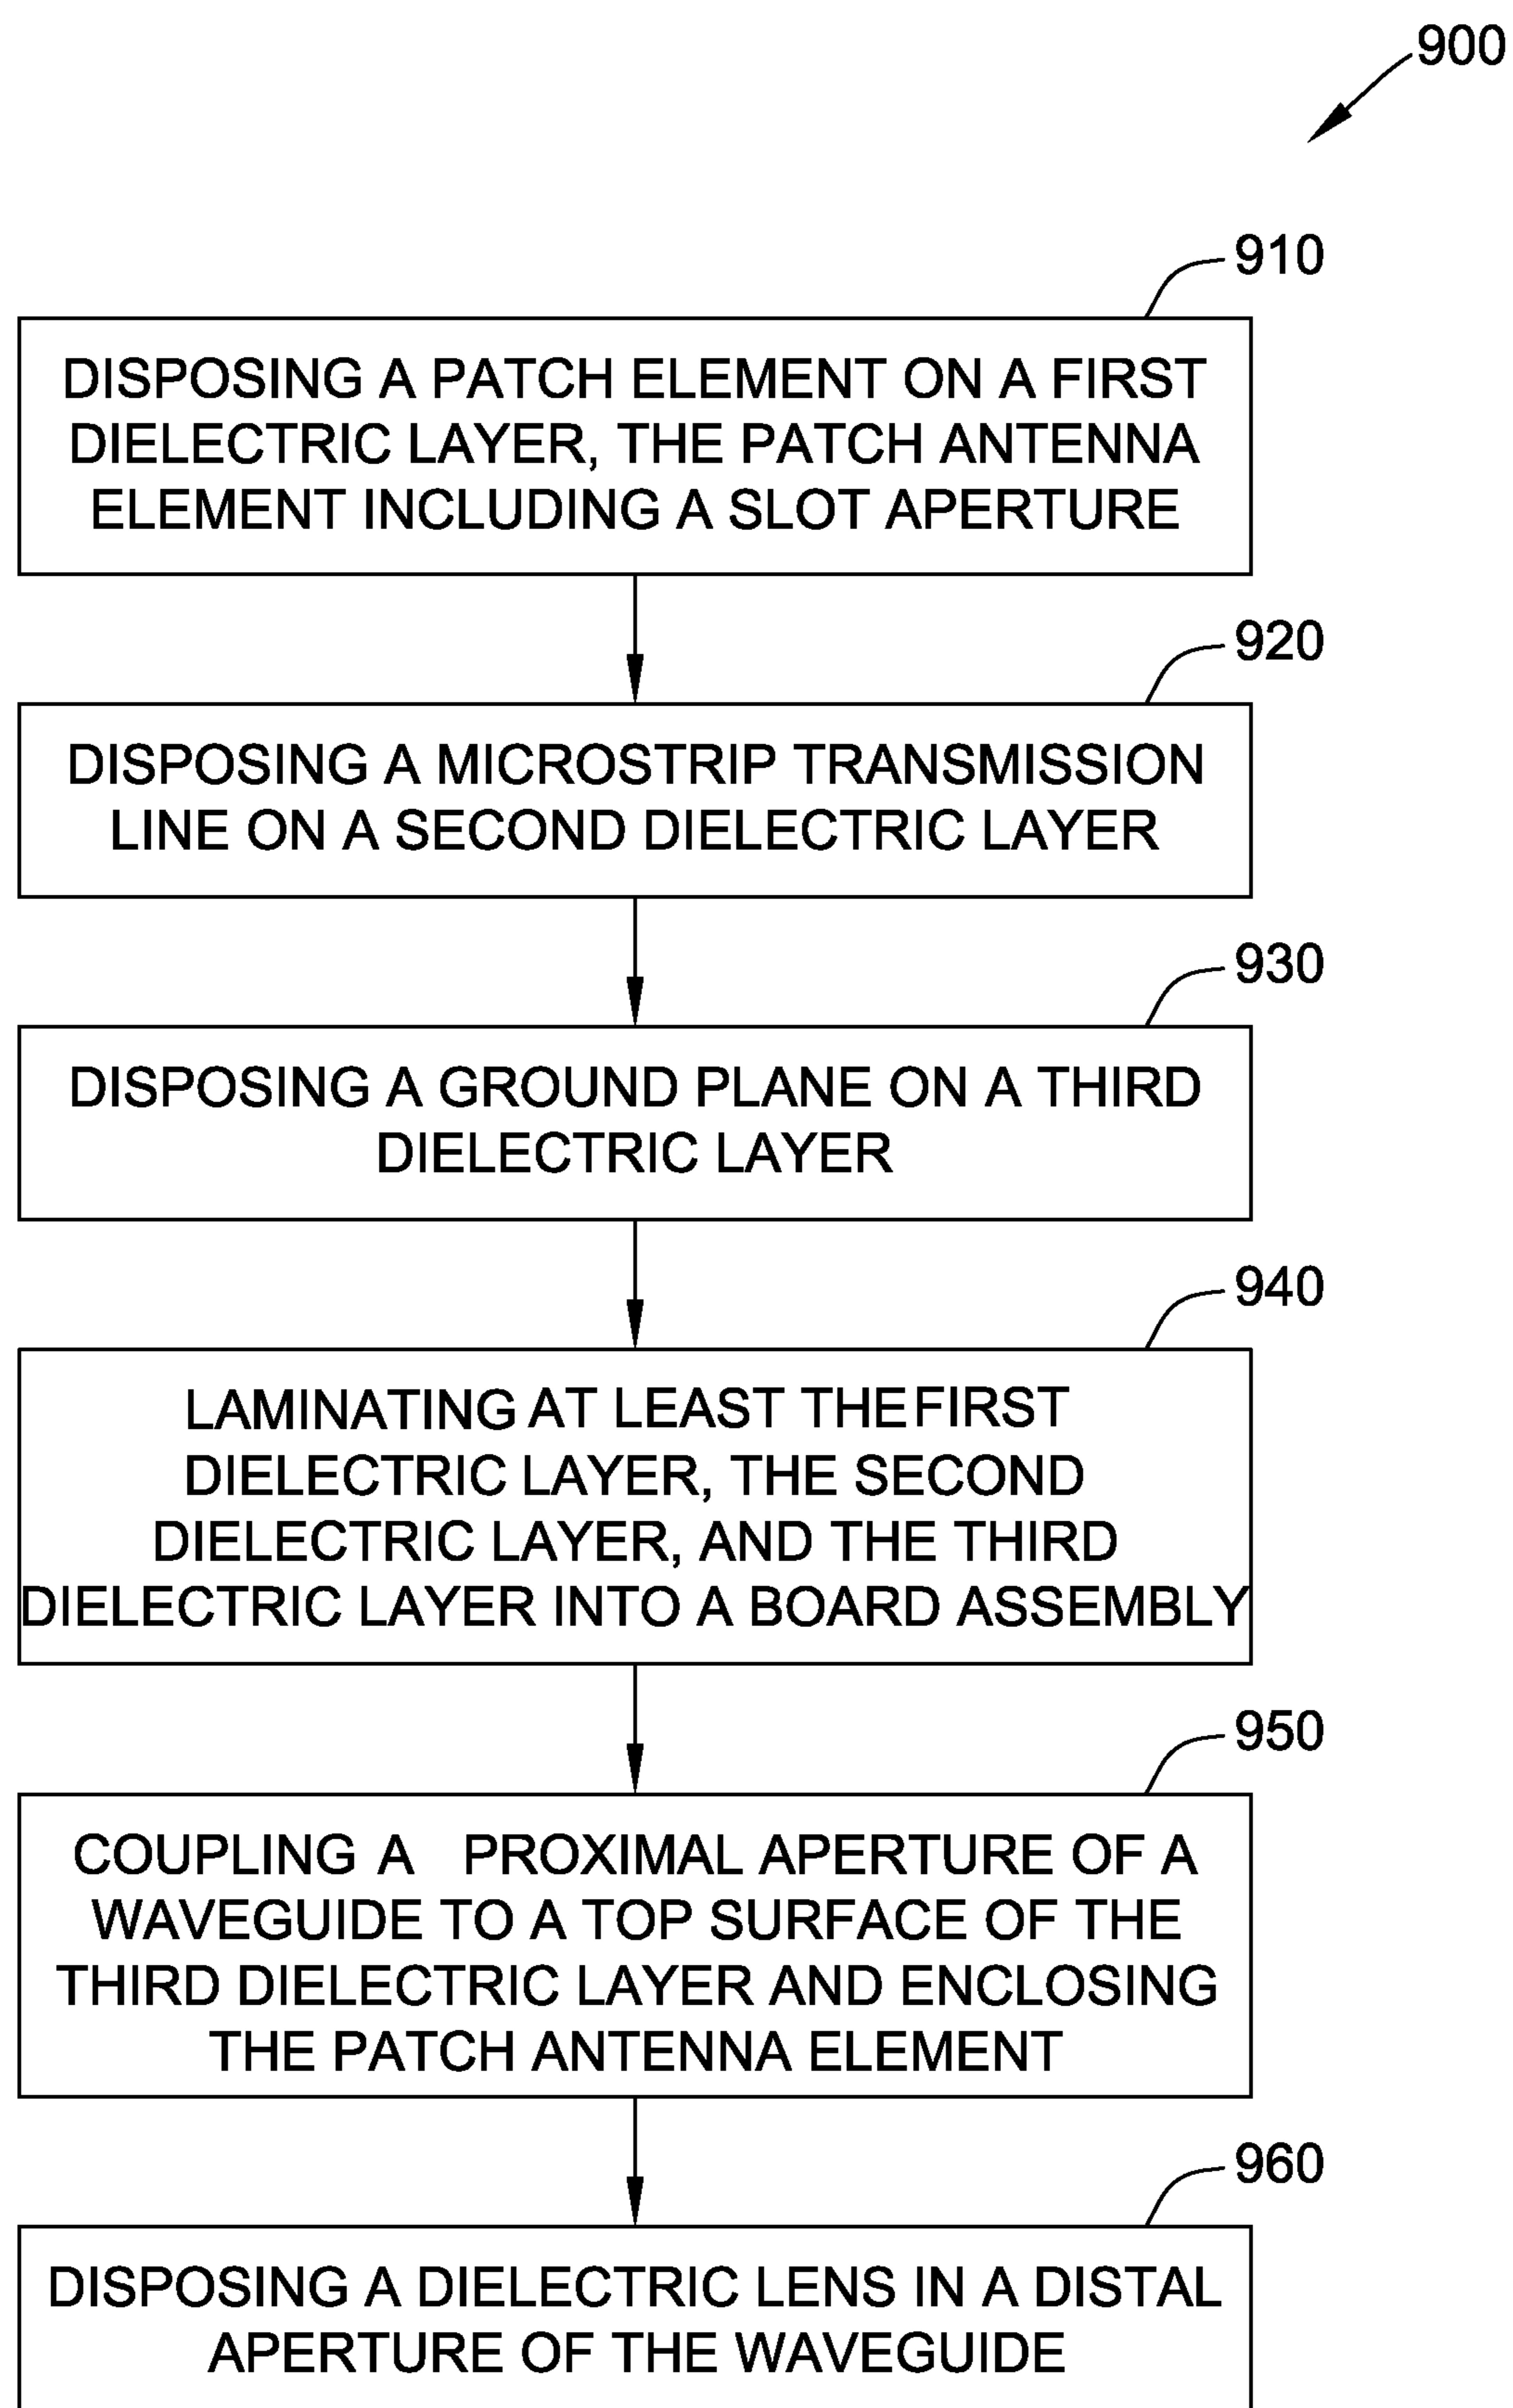 900
910
DISPOSING A PATCH ELEMENT ON A FIRST
DIELECTRIC LAYER, THE PATCH ANTENNA
ELEMENT INCLUDING A SLOT APERTURE
920
DISPOSING A MICROSTRIP TRANSMISSION
LINE ON A SECOND DIELECTRIC LAYER
930
DISPOSING A GROUND PLANE ON A THIRD
DIELECTRIC LAYER
940
LAMINATING AT LEAST THE FIRST
DIELECTRIC LAYER, THE SECOND
DIELECTRIC LAYER, AND THE THIRD
DIELECTRIC LAYER INTO A BOARD ASSEMBLY
950
COUPLING A PROXIMAL APERTURE OF A
WAVEGUIDE TO A TOP SURFACE OF THE
THIRD DIELECTRIC LAYER AND ENCLOSING
THE PATCH ANTENNA ELEMENT
960
DISPOSING A DIELECTRIC LENS IN A DISTAL
APERTURE OF THE WAVEGUIDE